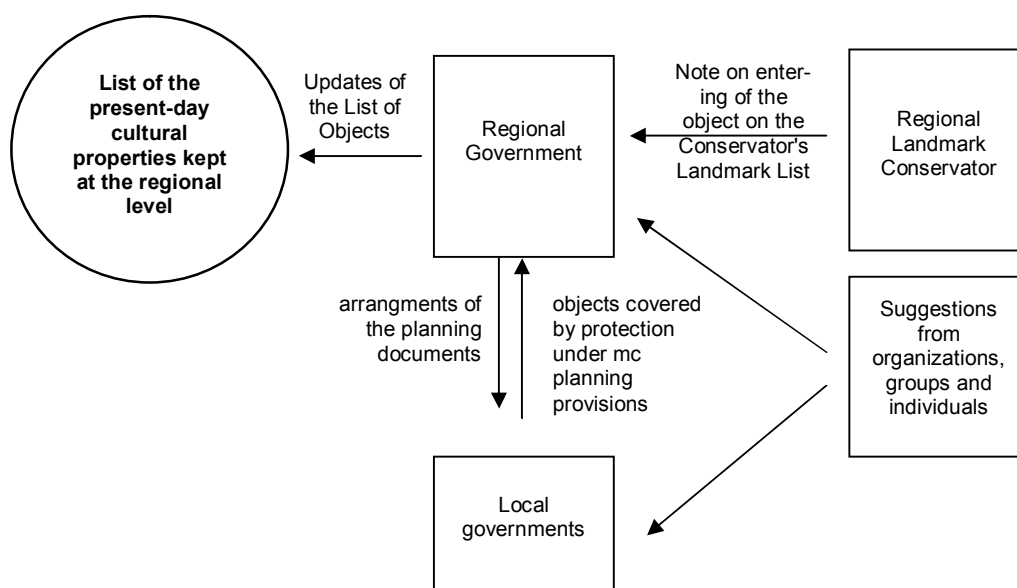 List of the
present-day
cultural
properties kept
at the regional
level
Updates of
the List of
Objects
Regional
Government
Note on enter-
ing of the
object on the
Conservator's
Landmark List
Regional
Landmark
Conservator
arrangments of
the planning
documents
objects covered
by protection
under mc
planning
provisions
Suggestions
from
organizations,
groups and
individuals
Local
governments